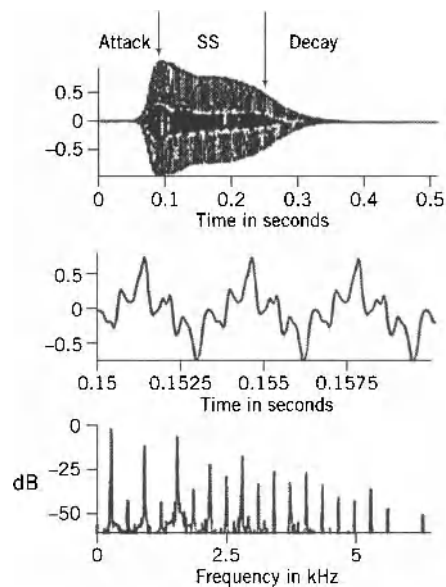 Attack SS Decay
0.5
0
-0.5
0 0.1 0.2 0.3 0.4 0.5
Time in seconds
0.5
0
-0.5
0.15 0.1525 0.155 0.1575
Time in seconds
0
-25
dB
-50
0 2.5 5
Frequency in kHz